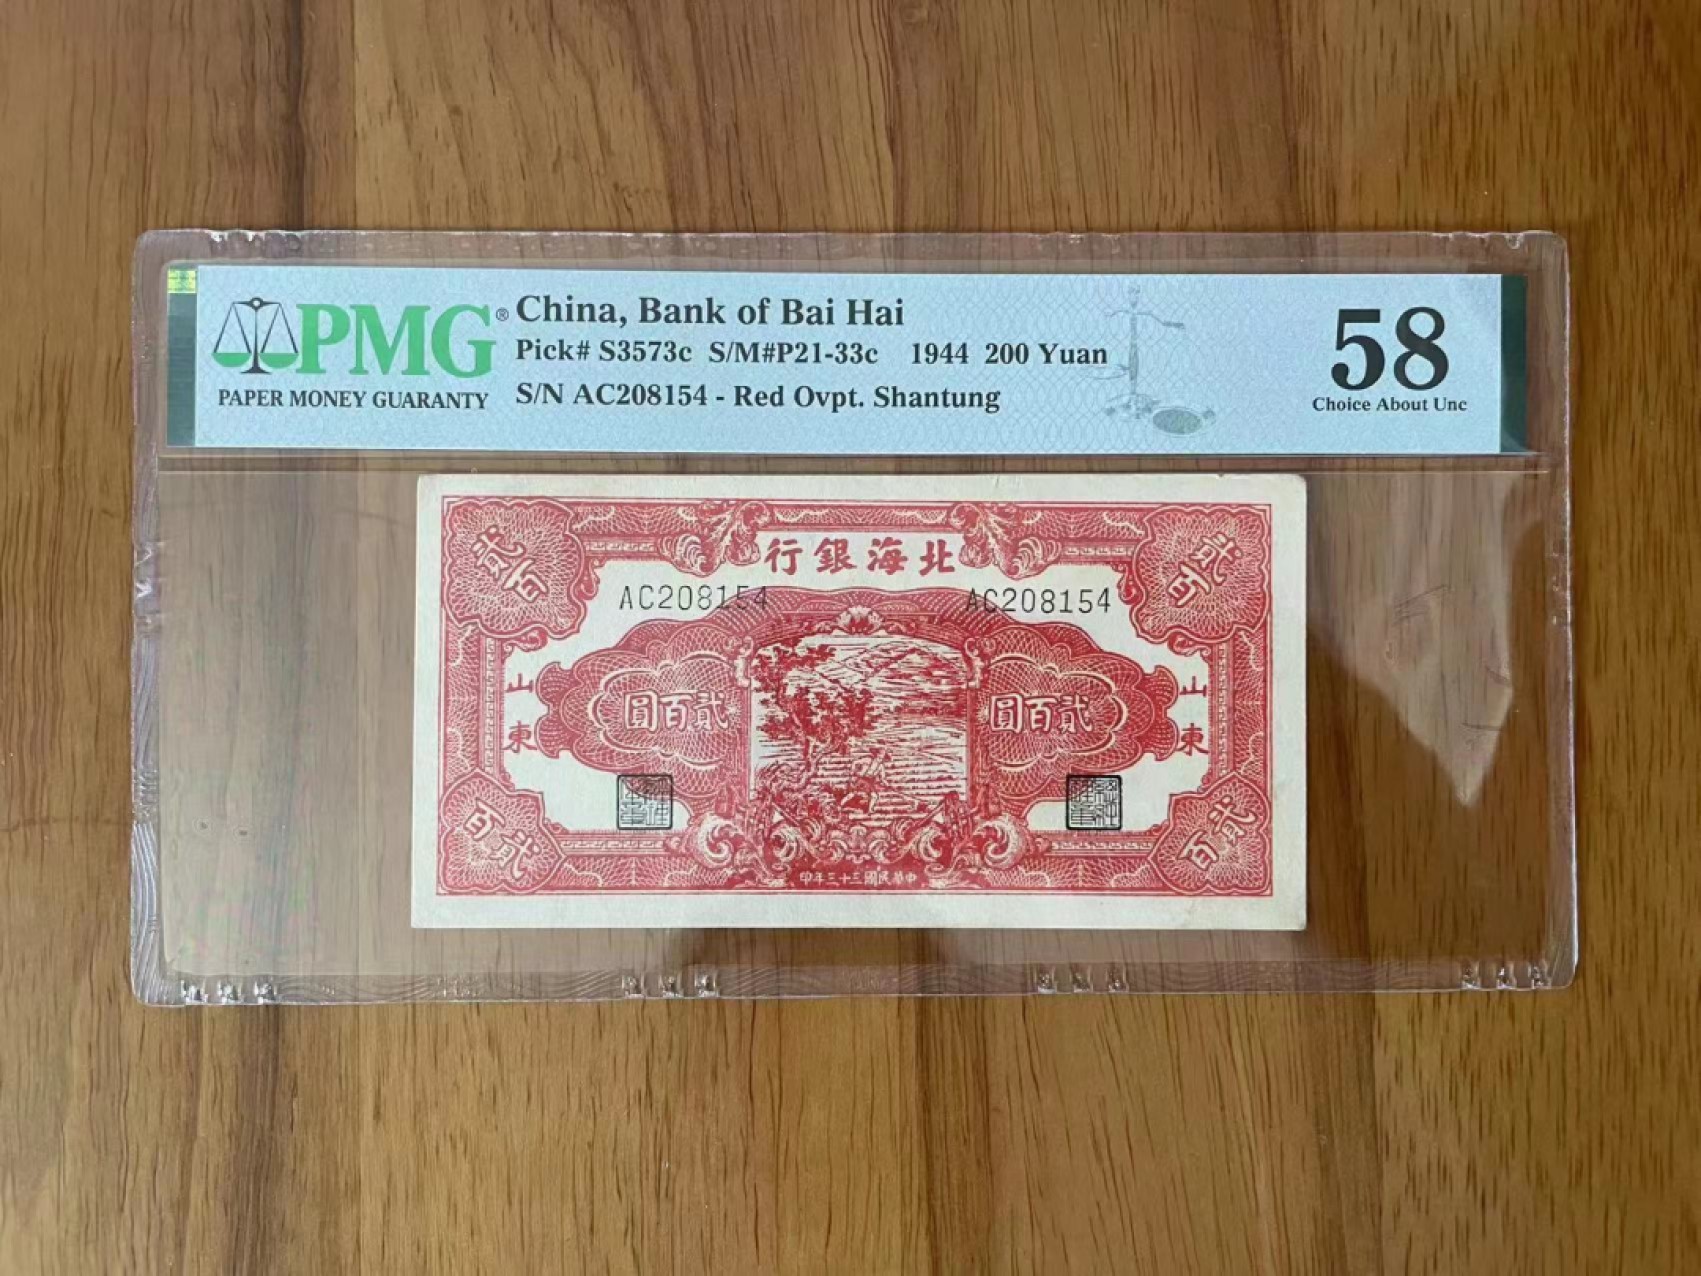 PMG®
PAPER MONEY GUARANTY
China, Bank of Bai Hai
Pick# S3573c S/M#P21-33c 1944 200 Yuan
S/N AC208154 - Red Ovpt. Shantung
58
Choice About Unc
行銀海北
貳百
貳百
AC208154
AC208154
山東
圓百貳
圓百貳
山東
百貳
百貳
印年三十三國民華中